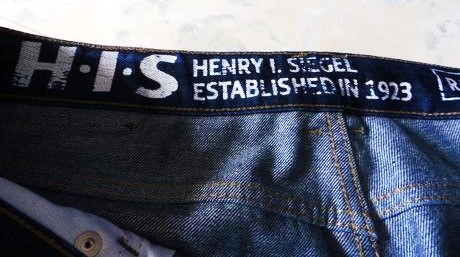 H·I·S
HENRY I. SIEGEL
ESTABLISHED IN 1923
R